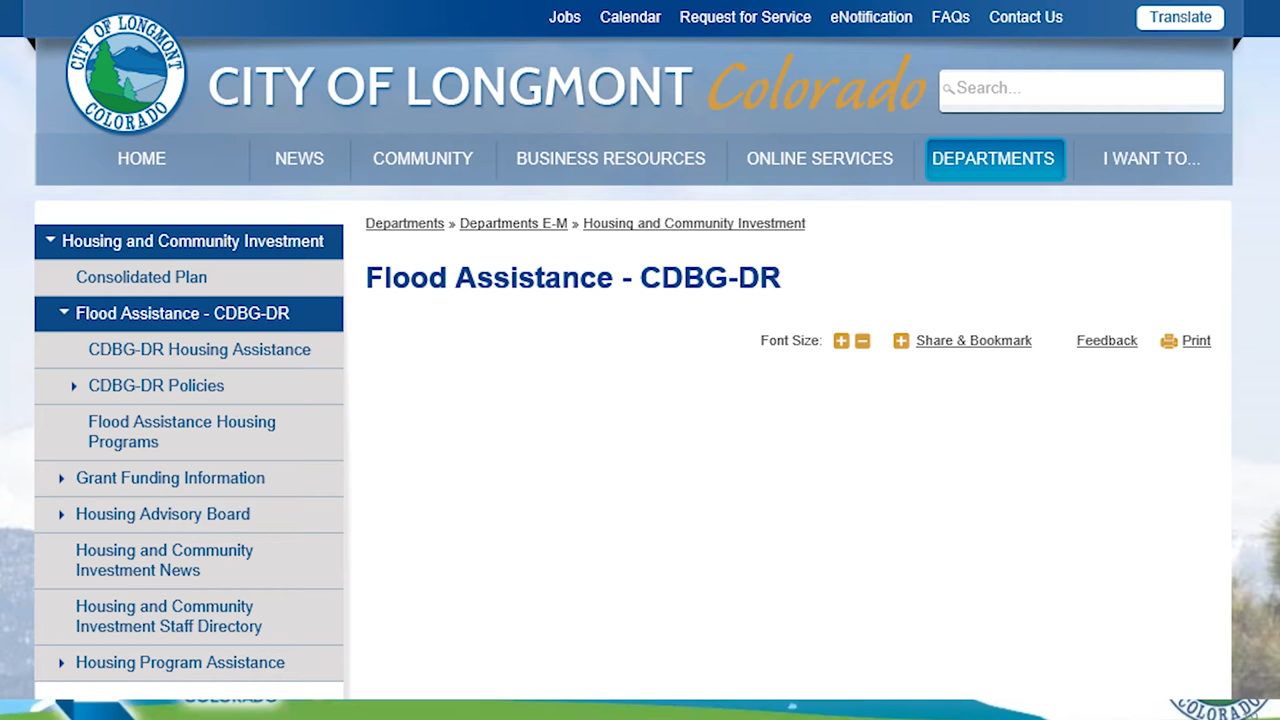 Jobs Calendar Request for Service eNotification FAQs Contact Us Translate
CITY OF LONGMONT COLORADO
CITY OF LONGMONT Colorado
Search...
HOME NEWS COMMUNITY BUSINESS RESOURCES ONLINE SERVICES DEPARTMENTS I WANT TO...
Departments » Departments E-M » Housing and Community Investment
Housing and Community Investment
Consolidated Plan
Flood Assistance - CDBG-DR
CDBG-DR Housing Assistance
CDBG-DR Policies
Flood Assistance Housing
Programs
Grant Funding Information
Housing Advisory Board
Housing and Community
Investment News
Housing and Community
Investment Staff Directory
Housing Program Assistance
Flood Assistance - CDBG-DR
Font Size: Share & Bookmark Feedback Print
COLORADO
COLORADO